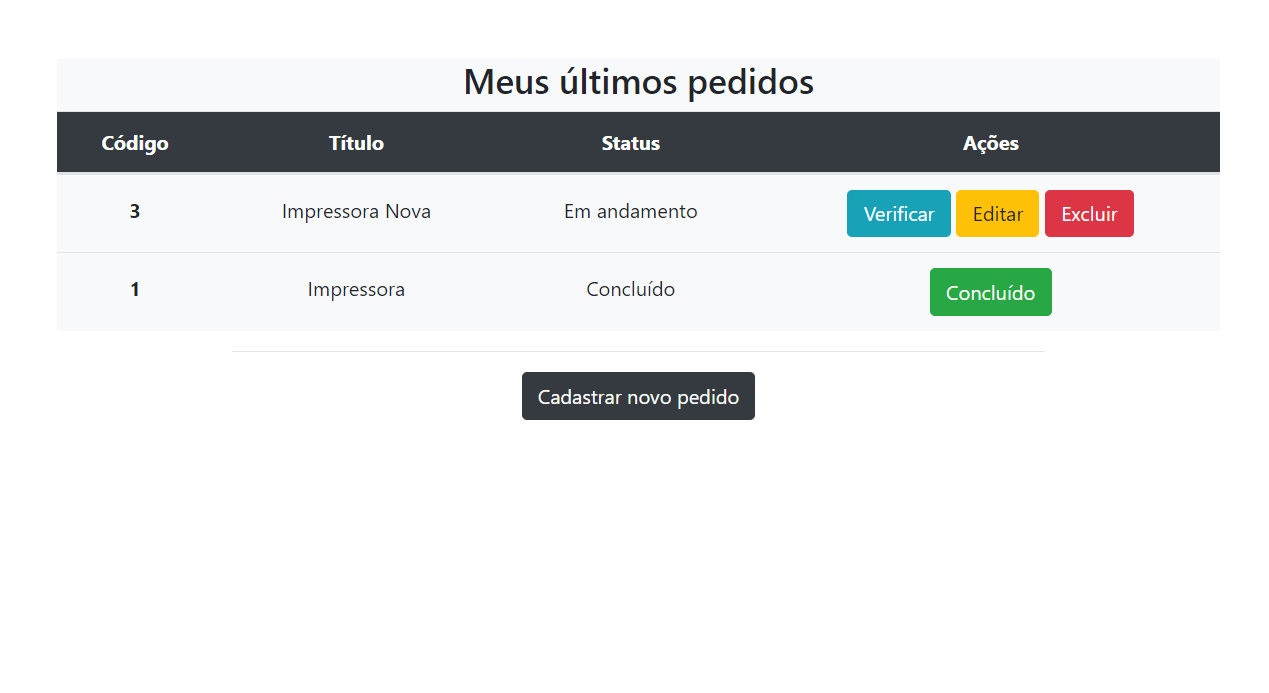 Meus últimos pedidos
Código Título Status Ações
3 Impressora Nova Em andamento Verificar Editar Excluir
1 Impressora Concluído Concluído
Cadastrar novo pedido